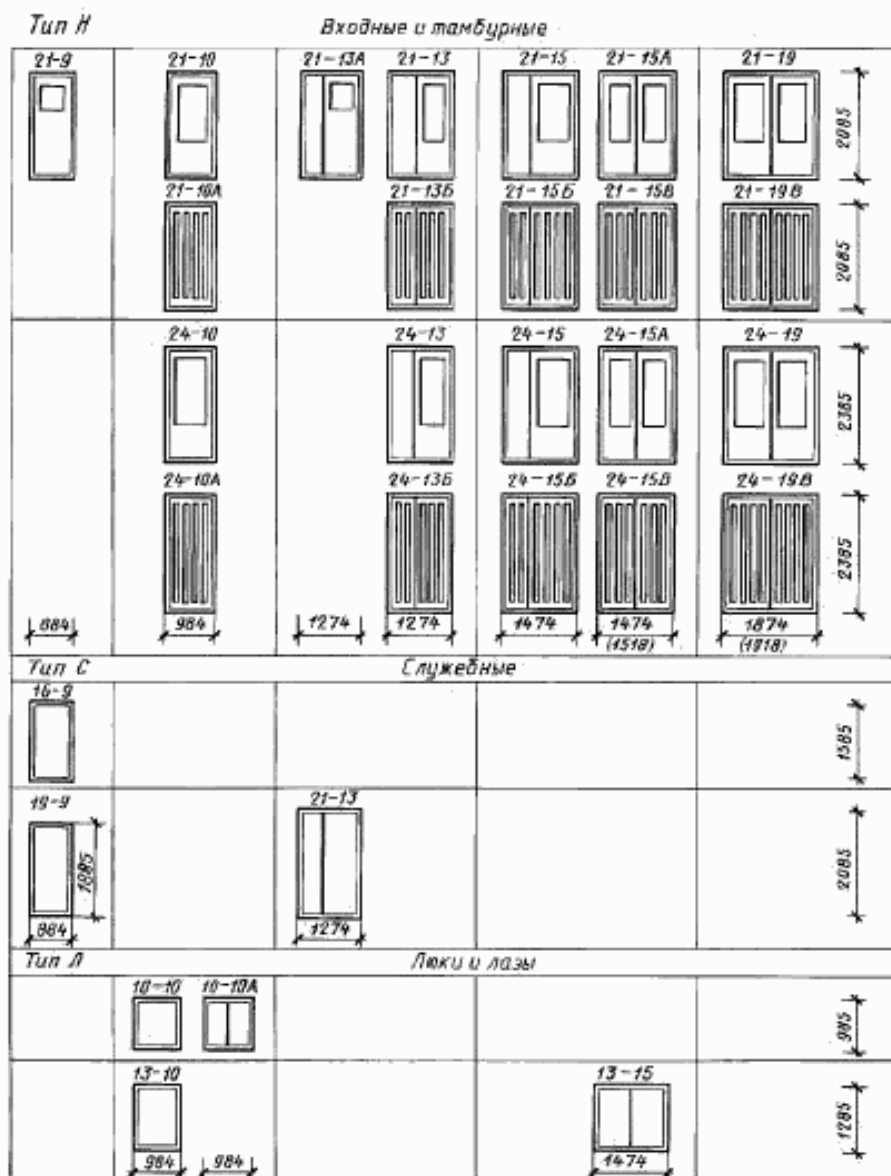 Тип Н Входные и тамбурные
21-9 21-10 21-13А 21-13 21-15 21-15А 21-19
2085
21-10А 21-13Б 21-15Б 21-15В 21-19В
2085
24-10 24-13 24-15 24-15А 24-19
2385
24-10А 24-13Б 24-15Б 24-15В 24-19В
2385
884 984 1274 1274 1474 1474 1874
(1518) (1918)
Тип С Служебные
16-9
1585
19-9 21-13
1885 2085
884 1274
Тип Л Люки и лазы
10-10 10-10А
985
13-10 13-15
1285
984 984 1474